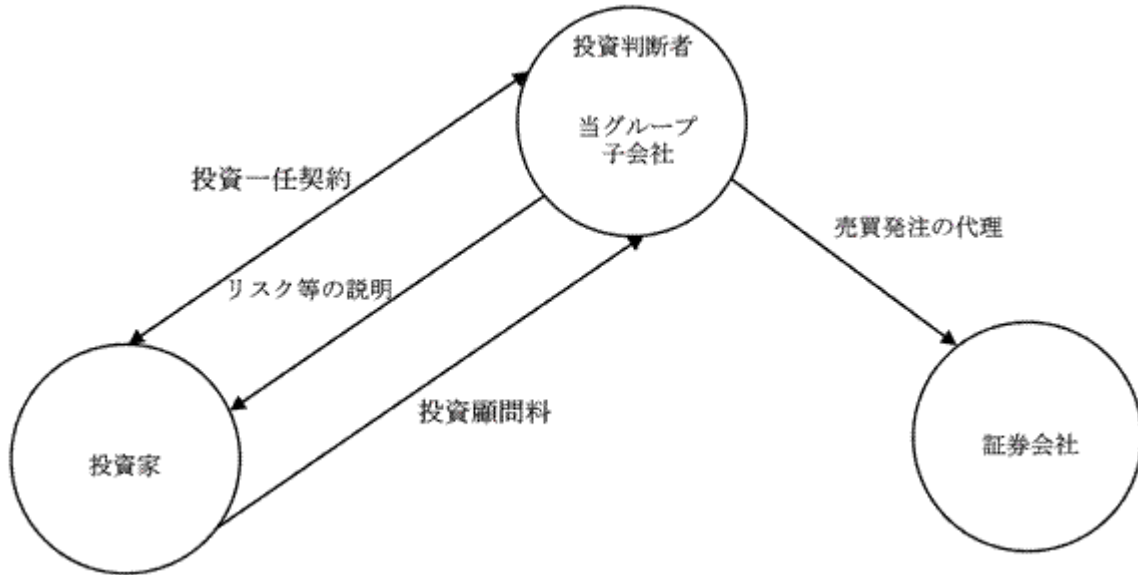 投資判断者
当グループ
子会社
投資一任契約
売買発注の代理
リスク等の説明
投資顧問料
投資家
証券会社